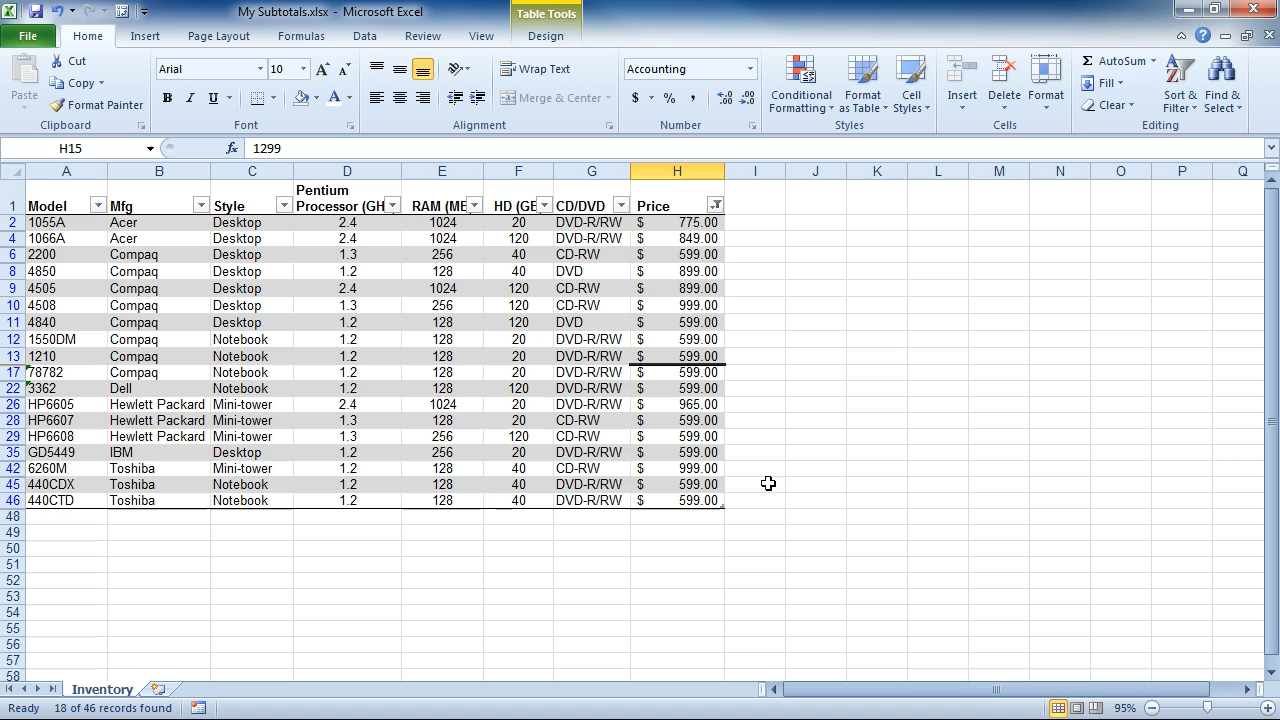 My Subtotals.xlsx - Microsoft Excel
Table Tools
File Home Insert Page Layout Formulas Data Review View Design
Paste
Cut
Copy
Format Painter
Clipboard
Arial 10
B I U
A
Font
Wrap Text
Merge & Center
Alignment
Accounting
$ % ,
Number
Conditional Formatting
Format as Table
Cell Styles
Styles
Insert Delete Format
Cells
Σ AutoSum
Fill
Clear
Sort & Filter
Find & Select
Editing
H15 fx 1299
A B C D E F G H I J K L M N O P Q
Pentium
1 Model Mfg Style Processor (GH RAM (ME HD (GE CD/DVD Price
2 1055A Acer Desktop 2.4 1024 20 DVD-R/RW $ 775.00
4 1066A Acer Desktop 2.4 1024 120 DVD-R/RW $ 849.00
6 2200 Compaq Desktop 1.3 256 40 CD-RW $ 599.00
8 4850 Compaq Desktop 1.2 128 40 DVD $ 899.00
9 4505 Compaq Desktop 2.4 1024 120 CD-RW $ 899.00
10 4508 Compaq Desktop 1.3 256 120 CD-RW $ 999.00
11 4840 Compaq Desktop 1.2 128 120 DVD $ 599.00
12 1550DM Compaq Notebook 1.2 128 20 DVD-R/RW $ 599.00
13 1210 Compaq Notebook 1.2 128 20 DVD-R/RW $ 599.00
17 78782 Compaq Notebook 1.2 128 20 DVD-R/RW $ 599.00
22 3362 Dell Notebook 1.2 128 120 DVD-R/RW $ 599.00
26 HP6605 Hewlett Packard Mini-tower 2.4 1024 20 DVD-R/RW $ 965.00
28 HP6607 Hewlett Packard Mini-tower 1.3 128 20 CD-RW $ 599.00
29 HP6608 Hewlett Packard Mini-tower 1.3 256 120 CD-RW $ 599.00
35 GD5449 IBM Desktop 1.2 256 20 DVD-R/RW $ 599.00
42 6260M Toshiba Mini-tower 1.2 128 40 CD-RW $ 999.00
45 440CDX Toshiba Notebook 1.2 128 40 DVD-R/RW $ 599.00
46 440CTD Toshiba Notebook 1.2 128 40 DVD-R/RW $ 599.00
48
49
50
51
52
53
54
55
56
57
58
Inventory
Ready 18 of 46 records found 95%